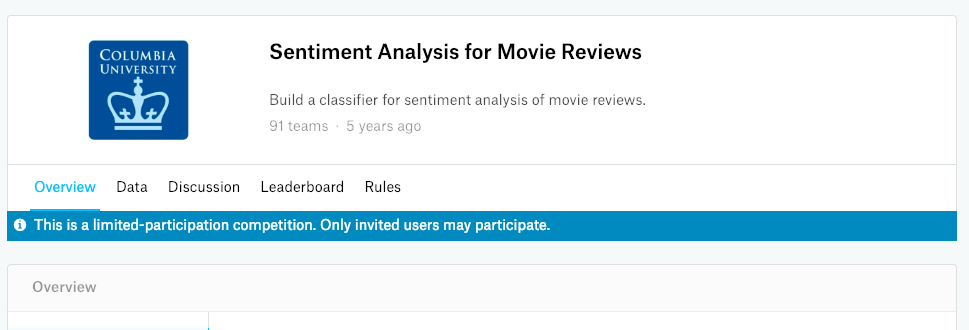 COLUMBIA
UNIVERSITY
Sentiment Analysis for Movie Reviews
Build a classifier for sentiment analysis of movie reviews.
91 teams · 5 years ago
Overview Data Discussion Leaderboard Rules
This is a limited-participation competition. Only invited users may participate.
Overview